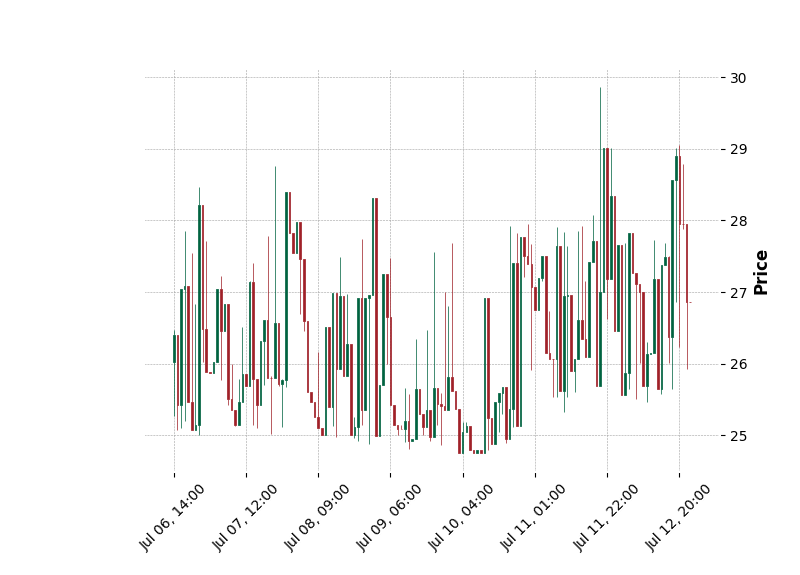 30
29
28
27
26
25
Price
Jul 06, 14:00
Jul 07, 12:00
Jul 08, 09:00
Jul 09, 06:00
Jul 10, 04:00
Jul 11, 01:00
Jul 11, 22:00
Jul 12, 20:00